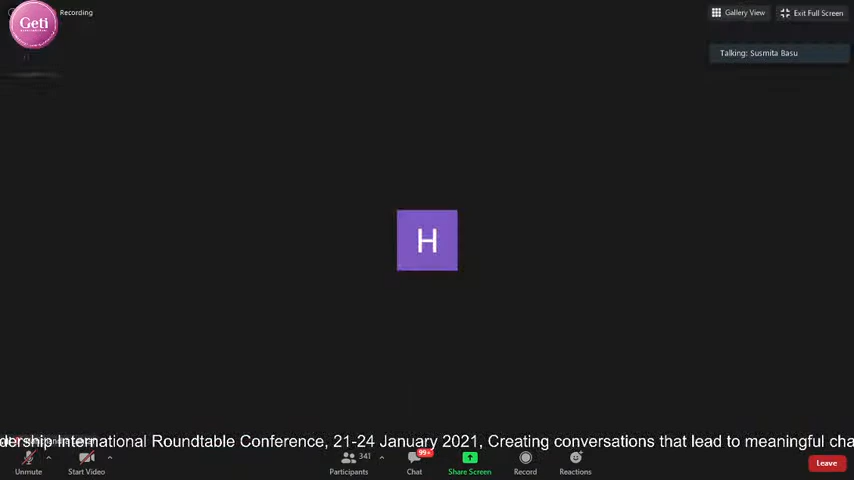 Geti
Recording
Gallery View
Exit Full Screen
Talking: Susmita Basu
H
dership International Roundtable Conference, 21-24 January 2021, Creating conversations that lead to meaningful cha
Unmute
Start Video
341
Participants
99+
Chat
Share Screen
Record
Reactions
Leave